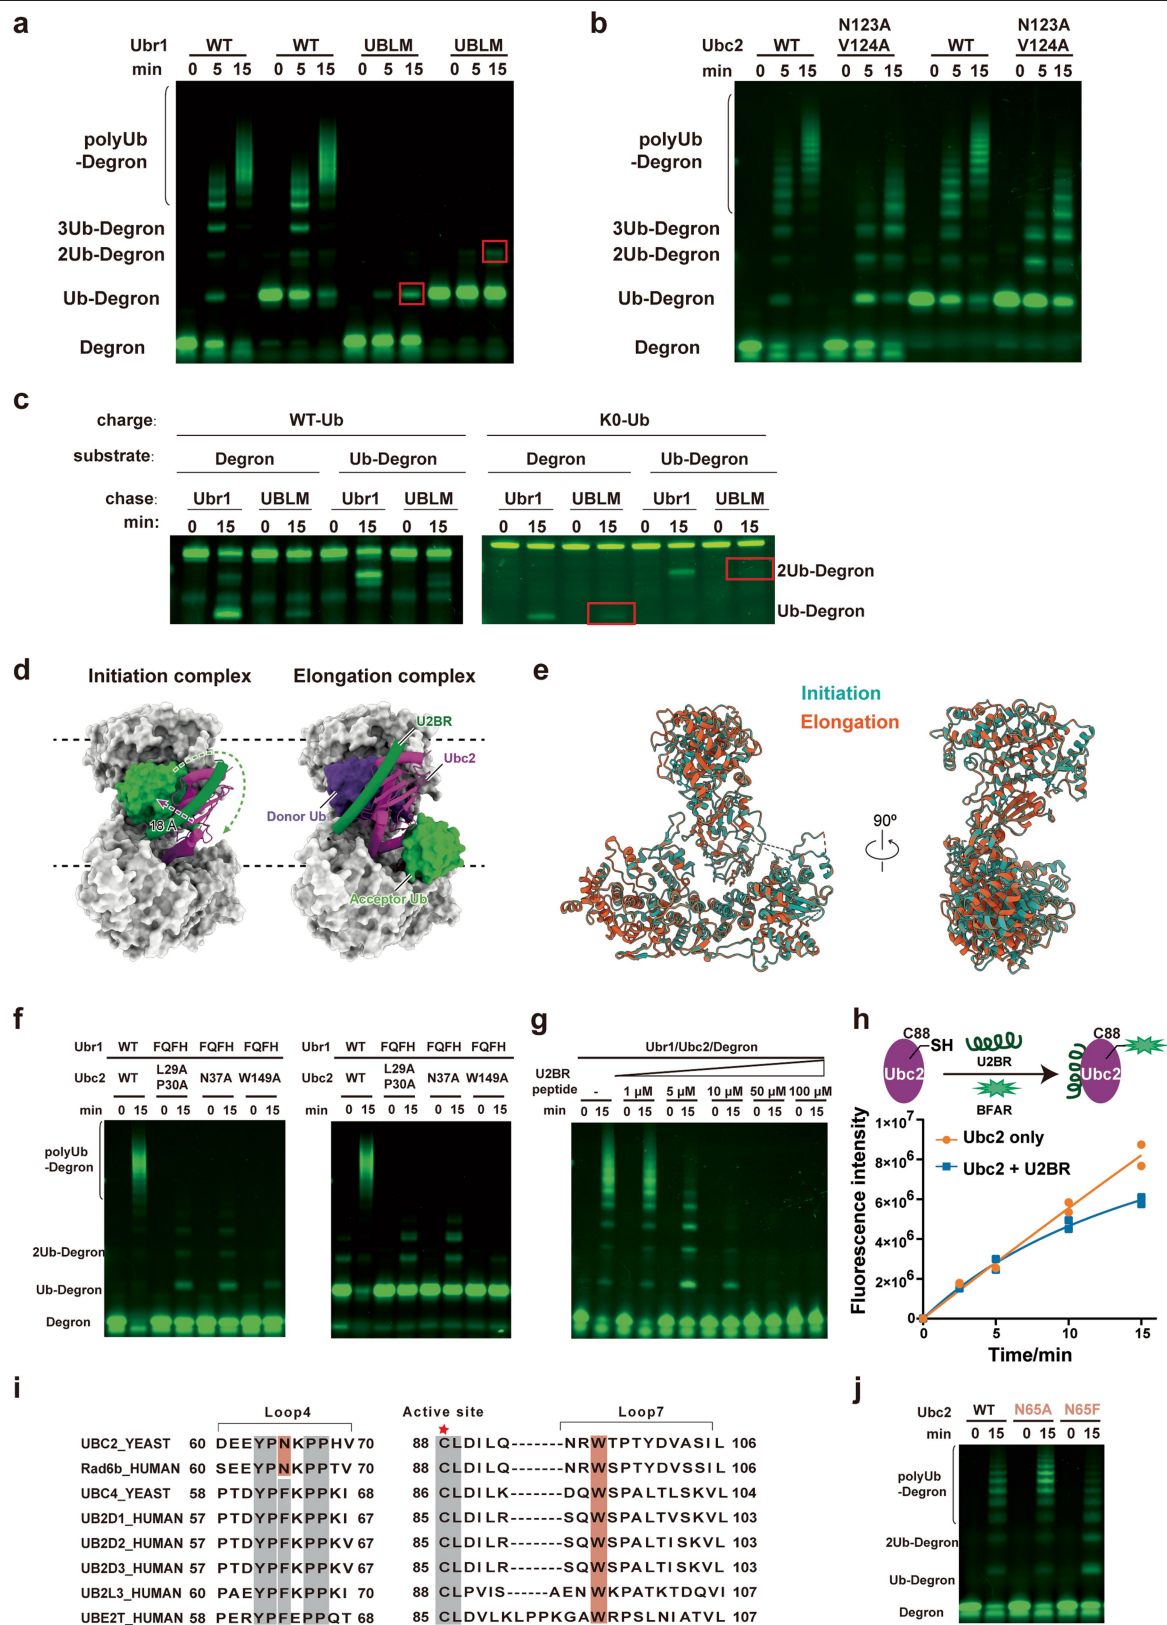 a
Ubr1 WT WT UBLM UBLM
min 0 5 15 0 5 15 0 5 15 0 5 15
polyUb
-Degron
3Ub-Degron
2Ub-Degron
Ub-Degron
Degron
b
N123A N123A
Ubc2 WT V124A WT V124A
min 0 5 15 0 5 15 0 5 15 0 5 15
polyUb
-Degron
3Ub-Degron
2Ub-Degron
Ub-Degron
Degron
c
charge: WT-Ub K0-Ub
substrate: Degron Ub-Degron Degron Ub-Degron
chase: Ubr1 UBLM Ubr1 UBLM Ubr1 UBLM Ubr1 UBLM
min: 0 15 0 15 0 15 0 15 0 15 0 15 0 15 0 15
2Ub-Degron
Ub-Degron
d
Initiation complex Elongation complex
U2BR
Ubc2
Donor Ub
18 Å
Acceptor Ub
e
Initiation
Elongation
90º
f
Ubr1 WT FQFH FQFH FQFH
Ubc2 WT L29A P30A N37A W149A
min 0 15 0 15 0 15 0 15
polyUb
-Degron
2Ub-Degron
Ub-Degron
Degron
Ubr1 WT FQFH FQFH FQFH
Ubc2 WT L29A P30A N37A W149A
min 0 15 0 15 0 15 0 15
g
Ubr1/Ubc2/Degron
U2BR
peptide - 1 µM 5 µM 10 µM 50 µM 100 µM
min 0 15 0 15 0 15 0 15 0 15 0 15
h
C88 C88
SH
U2BR
Ubc2 Ubc2
BFAR
Fluorescence intensity
1×10⁷
8×10⁶
6×10⁶
4×10⁶
2×10⁶
0
Ubc2 only
Ubc2 + U2BR
0 5 10 15
Time/min
i
Loop4 Active site Loop7
UBC2_YEAST 60 DEEYPNKPPHV 70 88 CLDILQ------NRWTPTYDVASIL 106
Rad6b_HUMAN 60 SEEYPNKPPTV 70 88 CLDILQ------NRWSPTYDVSSIL 106
UBC4_YEAST 58 PTDYPFKPPKI 68 86 CLDILK------DQWSPALTLSKVL 104
UB2D1_HUMAN 57 PTDYPFKPPKI 67 85 CLDILR------SQWSPALTVSKVL 103
UB2D2_HUMAN 57 PTDYPFKPPKV 67 85 CLDILR------SQWSPALTISKVL 103
UB2D3_HUMAN 57 PTDYPFKPPKV 67 85 CLDILR------SQWSPALTISKVL 103
UB2L3_HUMAN 60 PAEYPFKPPKI 70 88 CLPVIS------AENWKPATKTDQVI 107
UBE2T_HUMAN 58 PERYPFEPPQT 68 85 CLDVLKLPPKGAWRPSLNIATVL 107
j
Ubc2 WT N65A N65F
min 0 15 0 15 0 15
polyUb
-Degron
2Ub-Degron
Ub-Degron
Degron